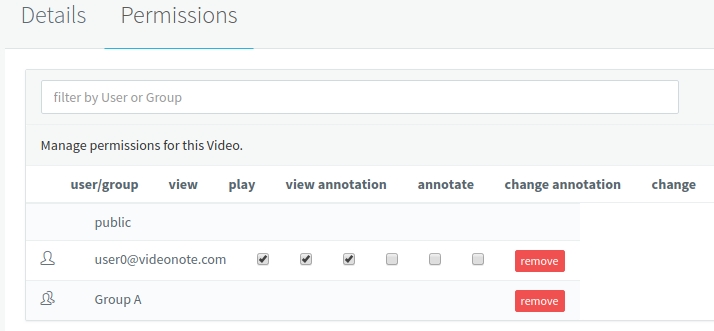 Details Permissions
filter by User or Group
Manage permissions for this Video.
user/group view play view annotation annotate change annotation change
public
user0@videonote.com remove
Group A remove